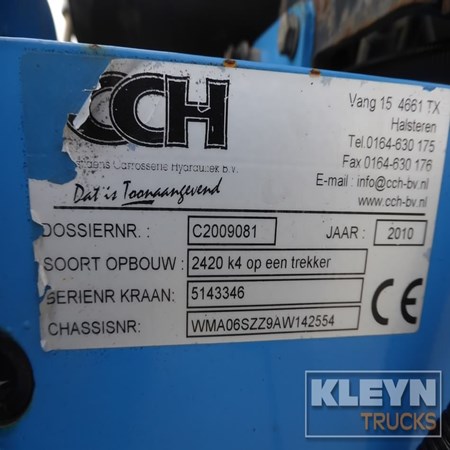 CCH
Carrosserie Hydrauliek b.v.
Dat is Toonaangevend
Vang 15 4661 TX
Halsteren
Tel.0164-630 175
Fax 0164-630 176
E-mail : info@cch-bv.nl
www.cch-bv.nl
DOSSIERNR. : C2009081 JAAR : 2010
SOORT OPBOUW : 2420 k4 op een trekker
SERIENR KRAAN: 5143346
CHASSISNR: WMA06SZZ9AW142554
CE
KLEYN
TRUCKS